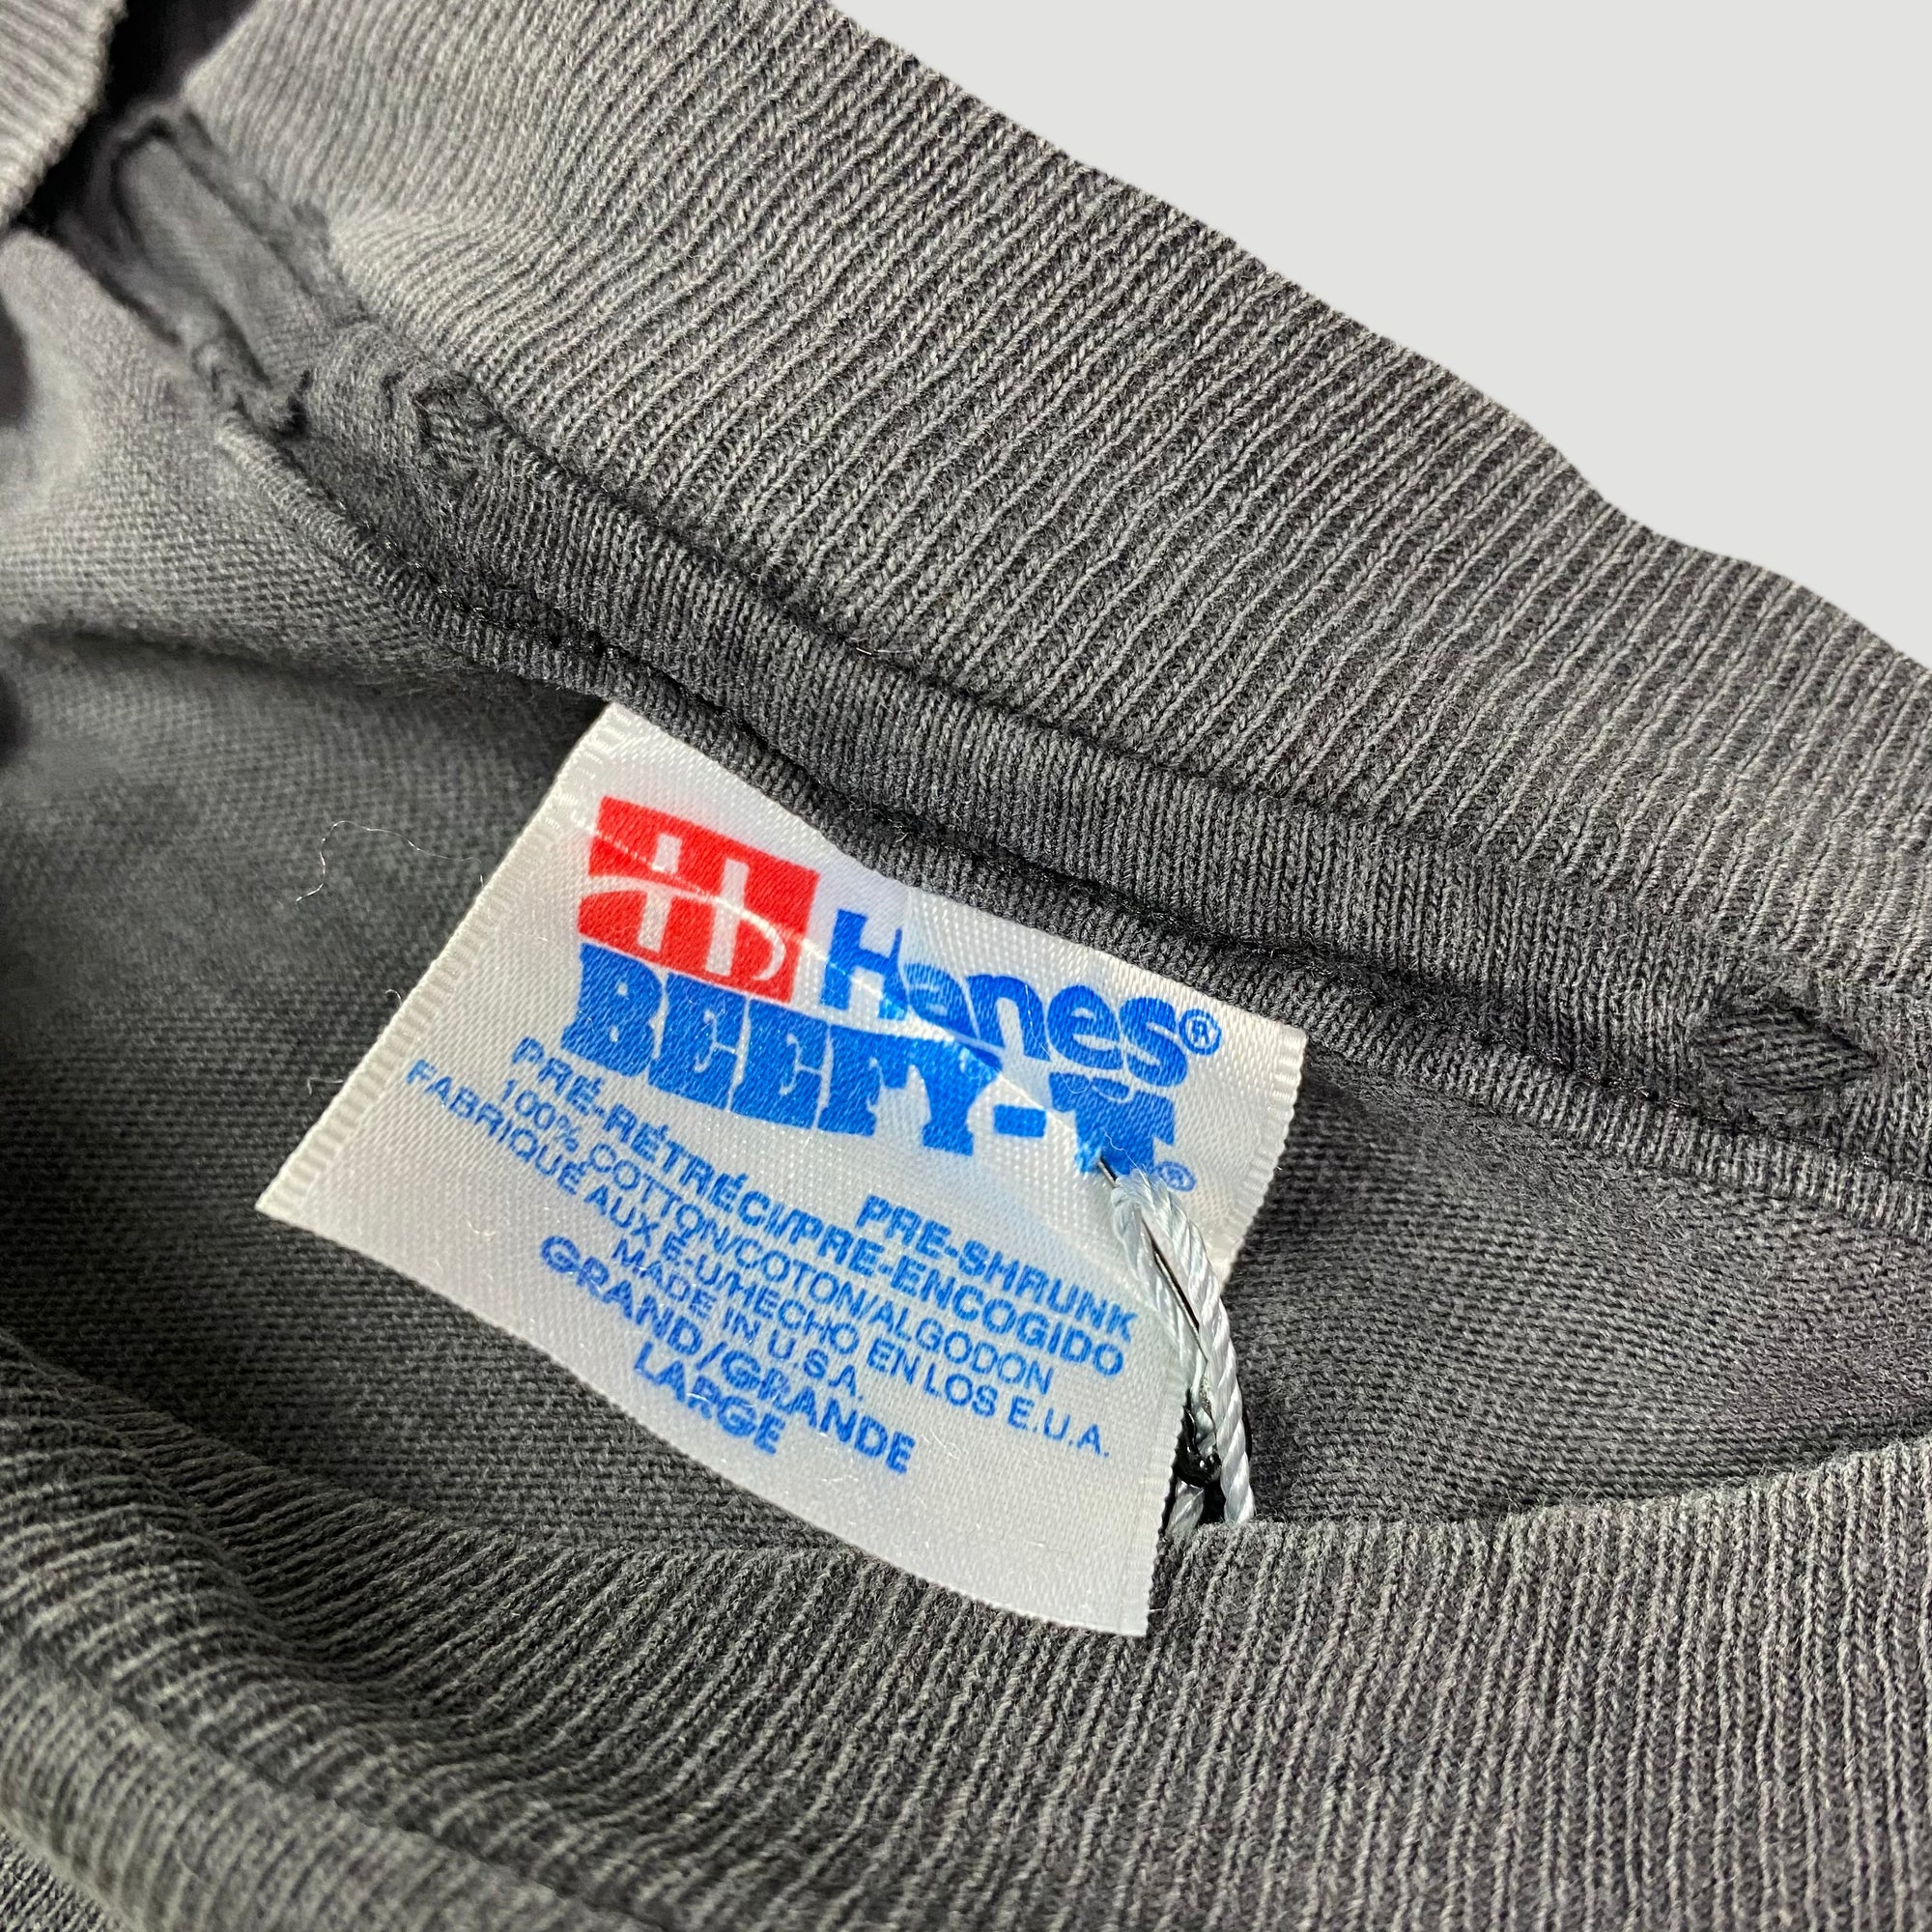 Hanes®
BEEFY-T®
PRE-SHRUNK
PRÉ-RÉTRÉCI/PRE-ENCOGIDO
100% COTTON/COTON/ALGODON
FABRIQUÉ AUX É.-U/HECHO EN LOS E.U.A.
MADE IN U.S.A.
GRAND/GRANDE
LARGE